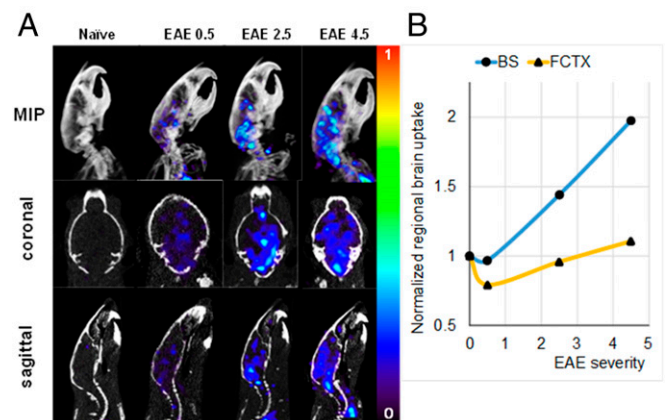 A
Naïve EAE 0.5 EAE 2.5 EAE 4.5
MIP
coronal
sagittal
1
0
B
BS FCTX
Normalized regional brain uptake
2
1.5
1
0.5
0 1 2 3 4 5
EAE severity